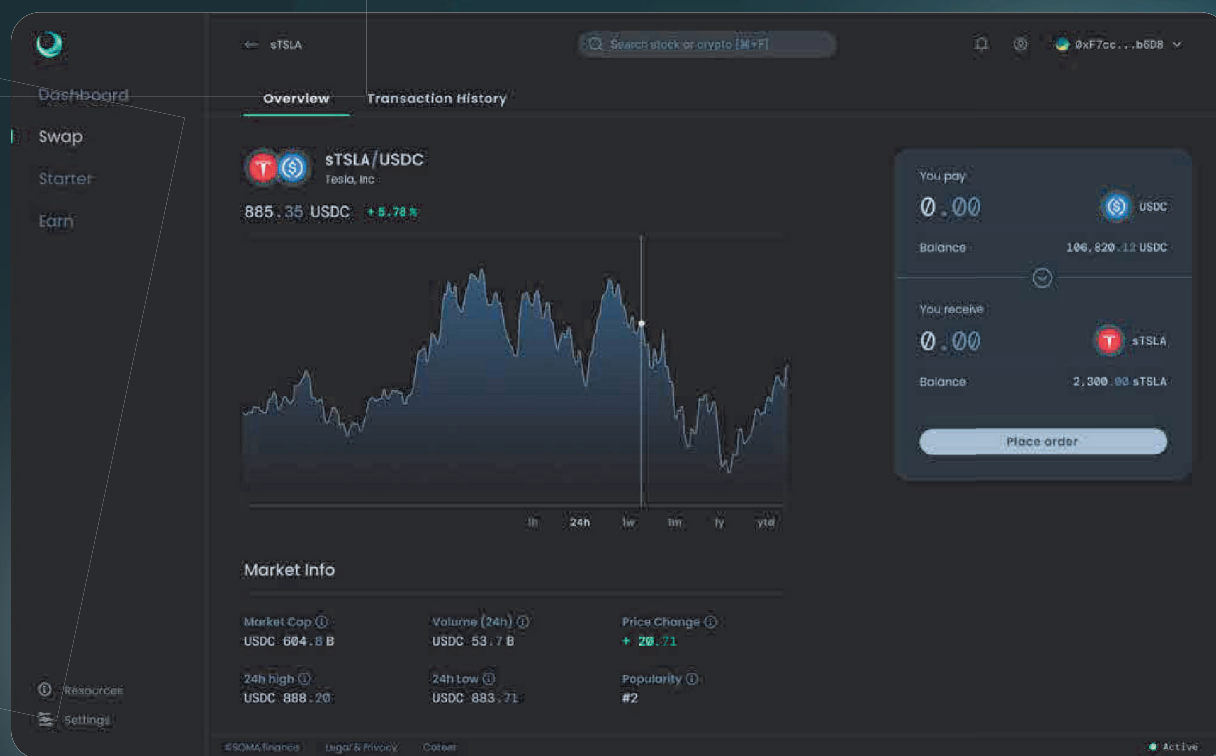 sTSLA
Search stock or crypto [⌘+F]
0xF7cc...b6D8
Dashboard
Swap
Starter
Earn
Resources
Settings
Overview
Transaction History
sTSLA/USDC
Tesla, Inc
885.35 USDC +5.78%
1h 24h 1w 1m 1y ytd
Market Info
Market Cap
USDC 604.8 B
Volume (24h)
USDC 53.7 B
Price Change
+ 20.71
24h high
USDC 888.20
24h Low
USDC 883.71
Popularity
#2
You pay
0.00
USDC
Balance
106,820.12 USDC
You receive
0.00
sTSLA
Balance
2,300.00 sTSLA
Place order
©SOMA.finance
Legal & Privacy
Career
Active